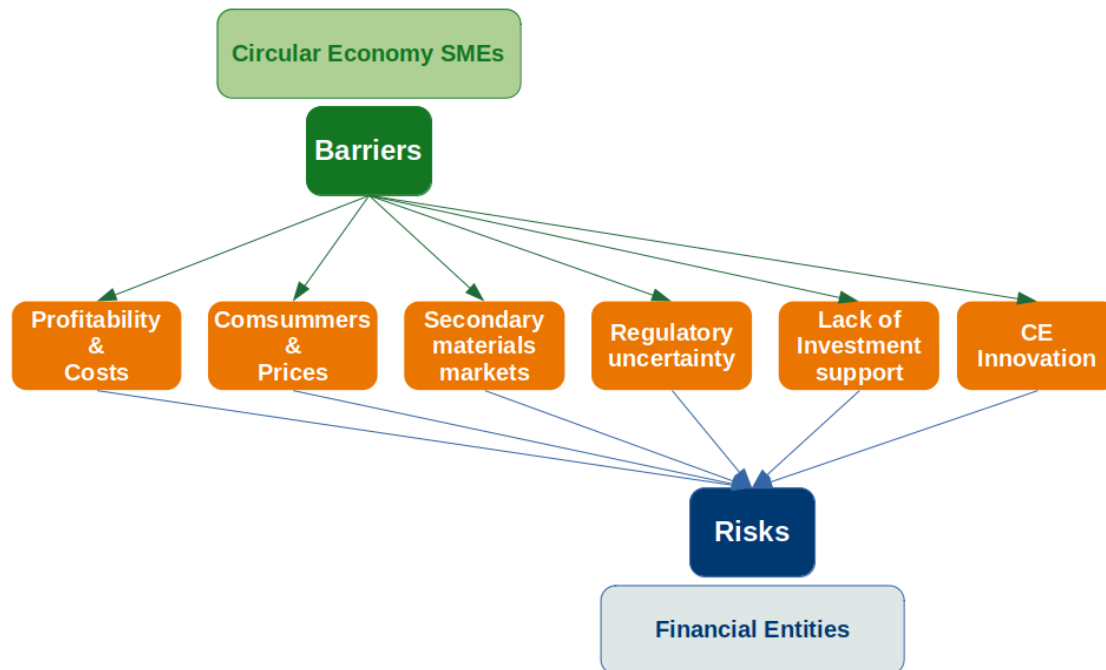 Circular Economy SMEs
Barriers
Profitability
&
Costs
Comsummers
&
Prices
Secondary
materials
markets
Regulatory
uncertainty
Lack of
Investment
support
CE
Innovation
Risks
Financial Entities